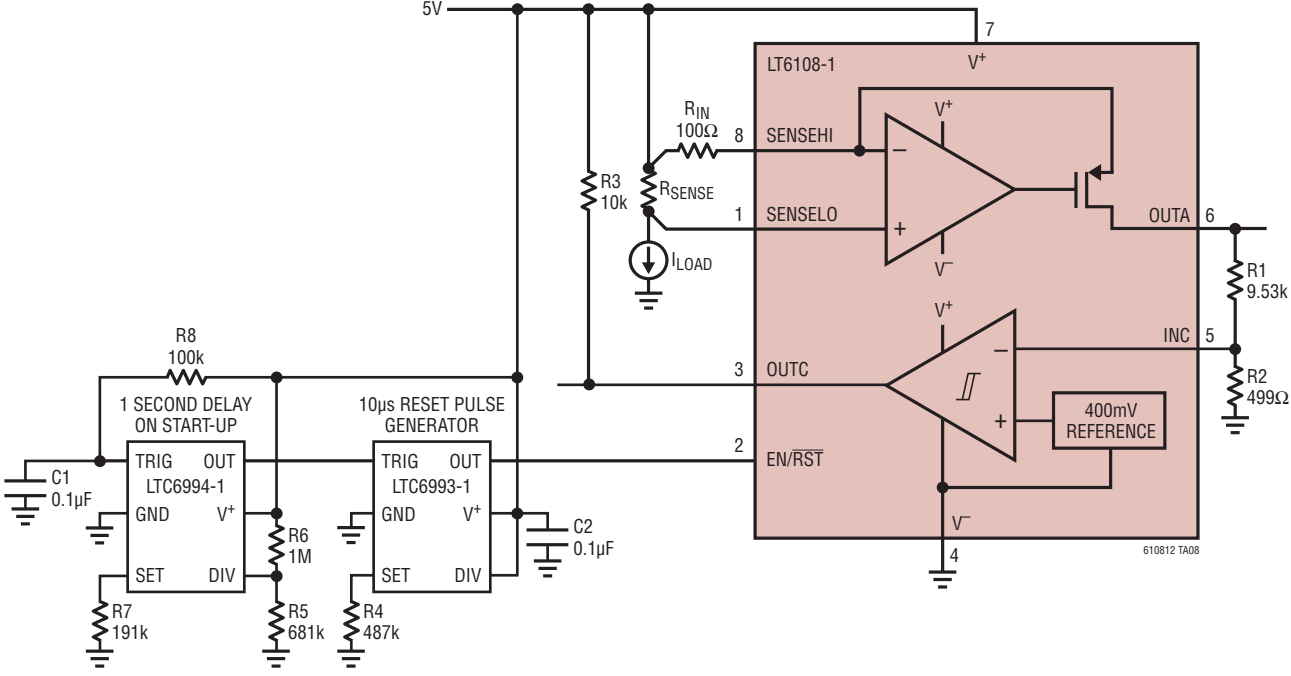 5V
7
LT6108-1
V+
RIN
100Ω
8
SENSEHI
V+
−
R3
10k
RSENSE
1
SENSELO
+
OUTA
6
ILOAD
V−
R1
9.53k
V+
INC
5
−
R8
100k
3
OUTC
R2
499Ω
1 SECOND DELAY
ON START-UP
10µs RESET PULSE
GENERATOR
400mV
REFERENCE
+
2
EN/RST
TRIG
OUT
TRIG
OUT
C1
0.1µF
LTC6994-1
LTC6993-1
GND
V+
GND
V+
R6
1M
C2
0.1µF
V−
4
610812 TA08
SET
DIV
SET
DIV
R7
191k
R5
681k
R4
487k